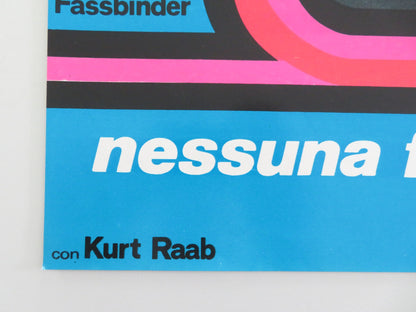 Fassbinder
nessuna
con Kurt Raab